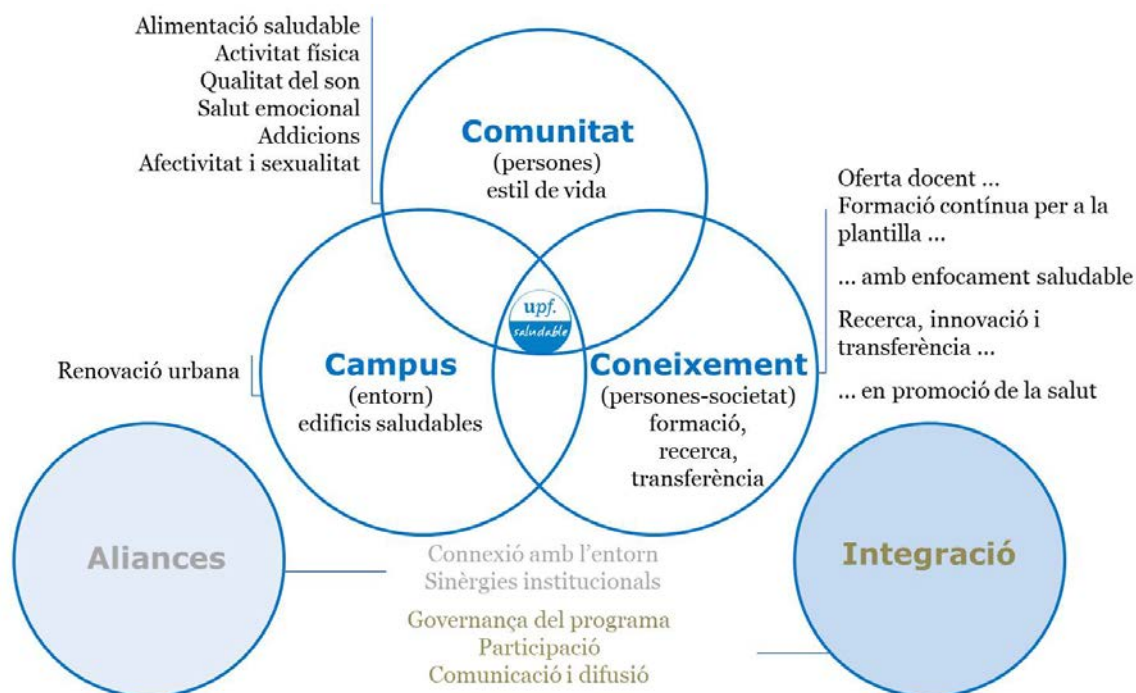 Alimentació saludable
Activitat física
Qualitat del son
Salut emocional
Addicions
Afectivitat i sexualitat
Comunitat
(persones)
estil de vida
Oferta docent ...
Formació contínua per a la
plantilla ...
... amb enfocament saludable
Recerca, innovació i
transferència ...
... en promoció de la salut
upf.
saludable
Renovació urbana
Campus
(entorn)
edificis saludables
Coneixement
(persones-societat)
formació,
recerca,
transferència
Aliances
Connexió amb l’entorn
Sinèrgies institucionals
Integració
Governança del programa
Participació
Comunicació i difusió